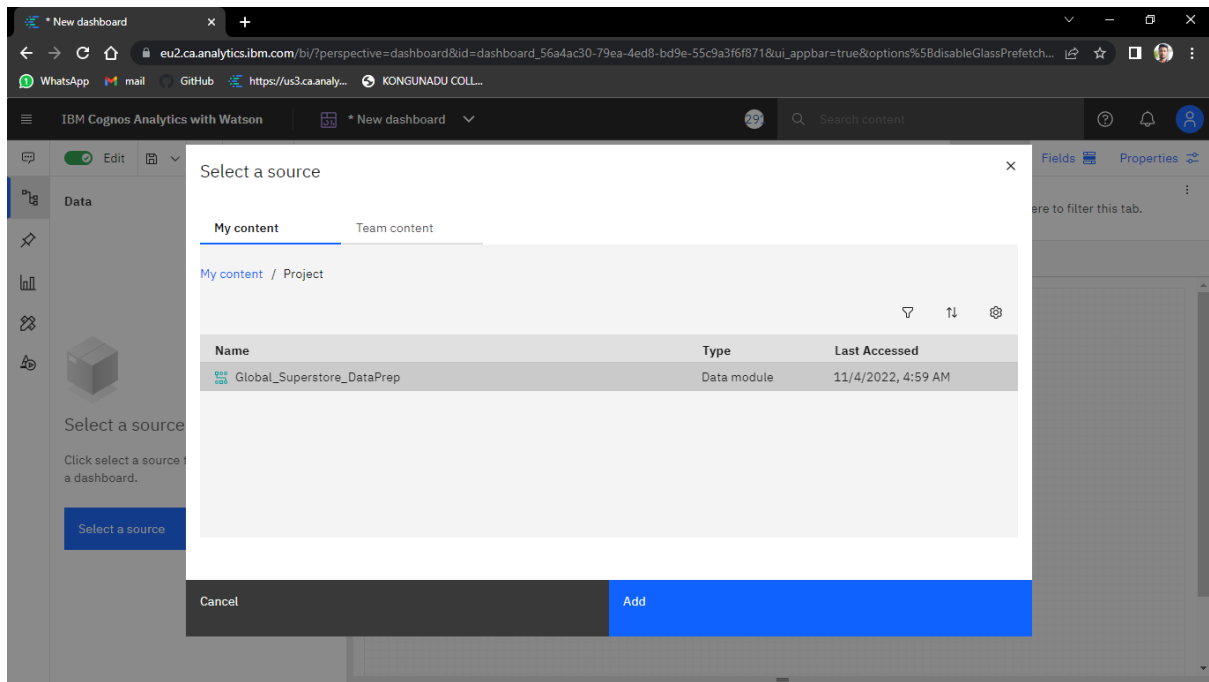 * New dashboard
eu2.ca.analytics.ibm.com/bi/?perspective=dashboard&id=dashboard_56a4ac30-79ea-4ed8-bd9e-55c9a3f6f871&ui_appbar=true&options%5BdisableGlassPrefetch...
WhatsApp mail GitHub https://us3.ca.analy... KONGUNADU COLL...
IBM Cognos Analytics with Watson * New dashboard 293 Search content
Edit Fields Properties
Select a source
Data
ere to filter this tab.
My content Team content
My content / Project
Name Type Last Accessed
Global_Superstore_DataPrep Data module 11/4/2022, 4:59 AM
Select a source
Click select a source
a dashboard.
Select a source
Cancel Add